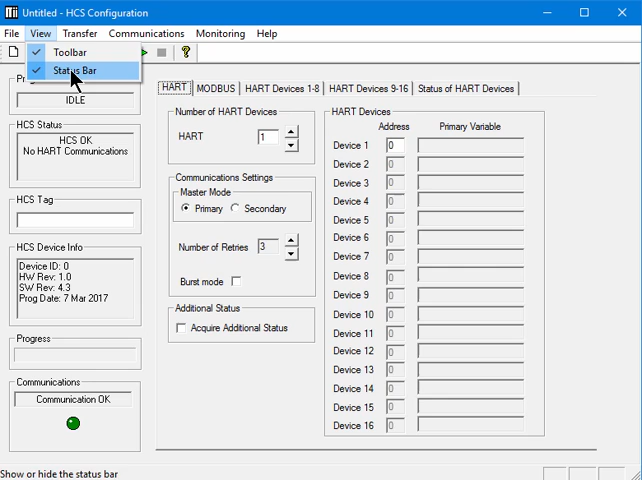 Untitled - HCS Configuration
File View Transfer Communications Monitoring Help
Toolbar
Status Bar
IDLE
HCS Status
HCS OK
No HART Communications
HCS Tag
HCS Device Info
Device ID: 0
HW Rev: 1.0
SW Rev: 4.3
Prog Date: 7 Mar 2017
Progress
Communications
Communication OK
HART MODBUS HART Devices 1-8 HART Devices 9-16 Status of HART Devices
Number of HART Devices
HART 1
Communications Settings
Master Mode
Primary Secondary
Number of Retries 3
Burst mode
Additional Status
Acquire Additional Status
HART Devices
Address Primary Variable
Device 1 0
Device 2 0
Device 3 0
Device 4 0
Device 5 0
Device 6 0
Device 7 0
Device 8 0
Device 9 0
Device 10 0
Device 11 0
Device 12 0
Device 13 0
Device 14 0
Device 15 0
Device 16 0
Show or hide the status bar